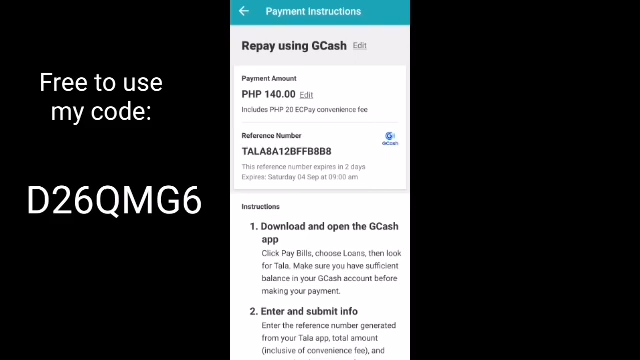 Payment Instructions
Free to use
my code:
D26QMG6
Repay using GCash Edit
Payment Amount
PHP 140.00 Edit
Includes PHP 20 ECPay convenience fee
Reference Number
TALA8A12BFFB8B8
GCash
This reference number expires in 2 days
Expires: Saturday 04 Sep at 09:00 am
Instructions
1. Download and open the GCash
app
Click Pay Bills, choose Loans, then look
for Tala. Make sure you have sufficient
balance in your GCash account before
making your payment.
2. Enter and submit info
Enter the reference number generated
from your Tala app, total amount
(inclusive of convenience fee), and